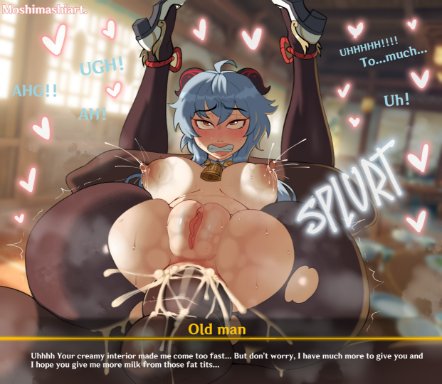 Moshimashiart.
UHHHHH!!!!
To...much...
UGH!
AHG!!
AH!
Uh!
SPLURT
Old man
Uhhhh Your creamy interior made me come too fast... But don't worry, I have much more to give you and
I hope you give me more milk from those fat tits...